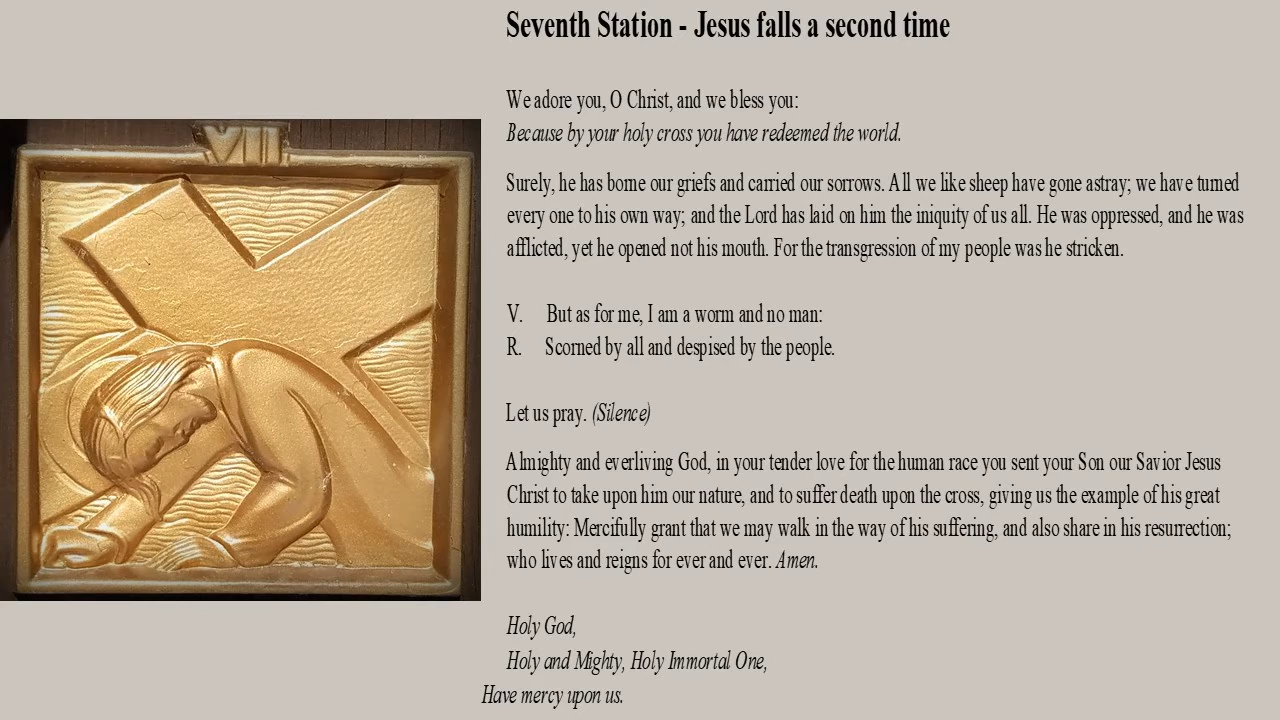 Seventh Station - Jesus falls a second time
VII
We adore you, O Christ, and we bless you:
Because by your holy cross you have redeemed the world.
Surely, he has borne our griefs and carried our sorrows. All we like sheep have gone astray; we have turned
every one to his own way; and the Lord has laid on him the iniquity of us all. He was oppressed, and he was
afflicted, yet he opened not his mouth. For the transgression of my people was he stricken.
V. But as for me, I am a worm and no man:
R. Scorned by all and despised by the people.
Let us pray. (Silence)
Almighty and everliving God, in your tender love for the human race you sent your Son our Savior Jesus
Christ to take upon him our nature, and to suffer death upon the cross, giving us the example of his great
humility: Mercifully grant that we may walk in the way of his suffering, and also share in his resurrection;
who lives and reigns for ever and ever. Amen.
Holy God,
Holy and Mighty, Holy Immortal One,
Have mercy upon us.